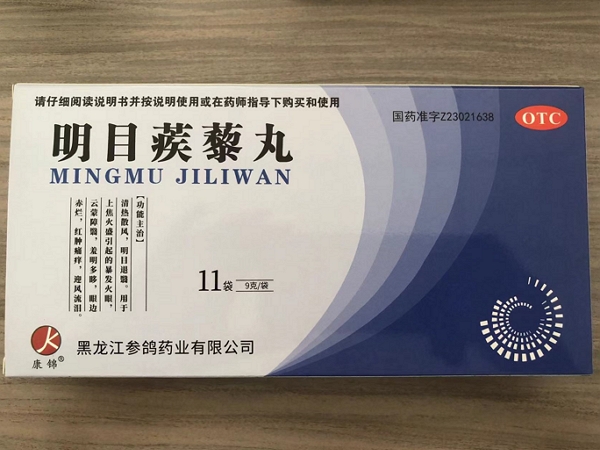 请仔细阅读说明书并按说明使用或在药师指导下购买和使用
国药准字Z23021638
OTC
明目蒺藜丸
MINGMU JILIWAN
【功能主治】
清热散风，明目退翳。用于
上焦火盛引起的暴发火眼，
云蒙障翳，羞明多眵，眼边
赤烂，红肿痛痒，迎风流泪。
11袋 9克/袋
康锦®
黑龙江参鸽药业有限公司